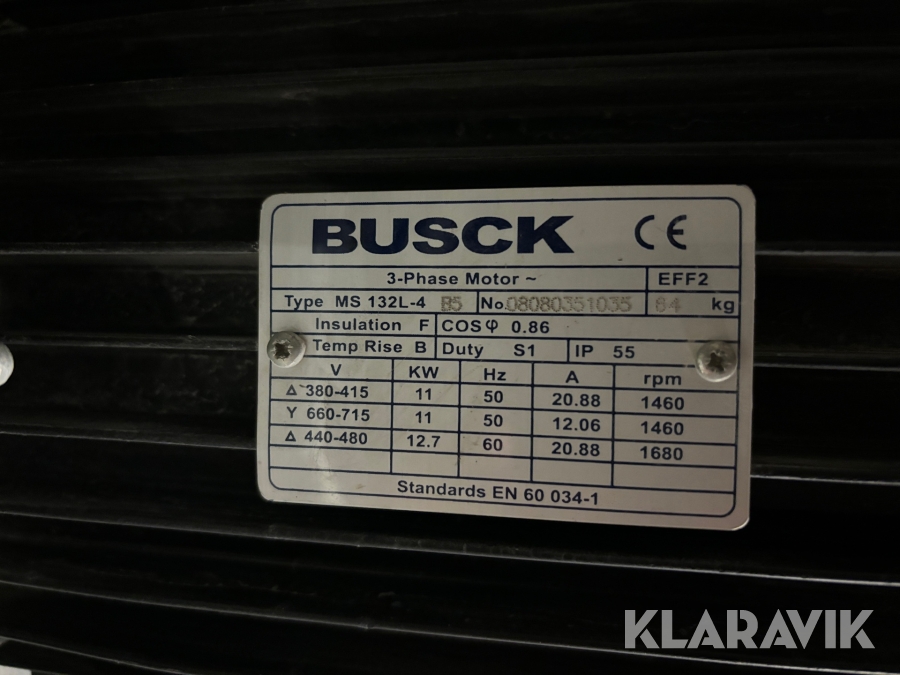 BUSCK CE
3-Phase Motor ~ EFF2
Type MS 132L-4 B5 No. 08080351035 64 kg
Insulation F COS φ 0.86
Temp Rise B Duty S1 IP 55
V KW Hz A rpm
Δ 380-415 11 50 20.88 1460
Y 660-715 11 50 12.06 1460
Δ 440-480 12.7 60 20.88 1680
Standards EN 60 034-1
KLARAVIK